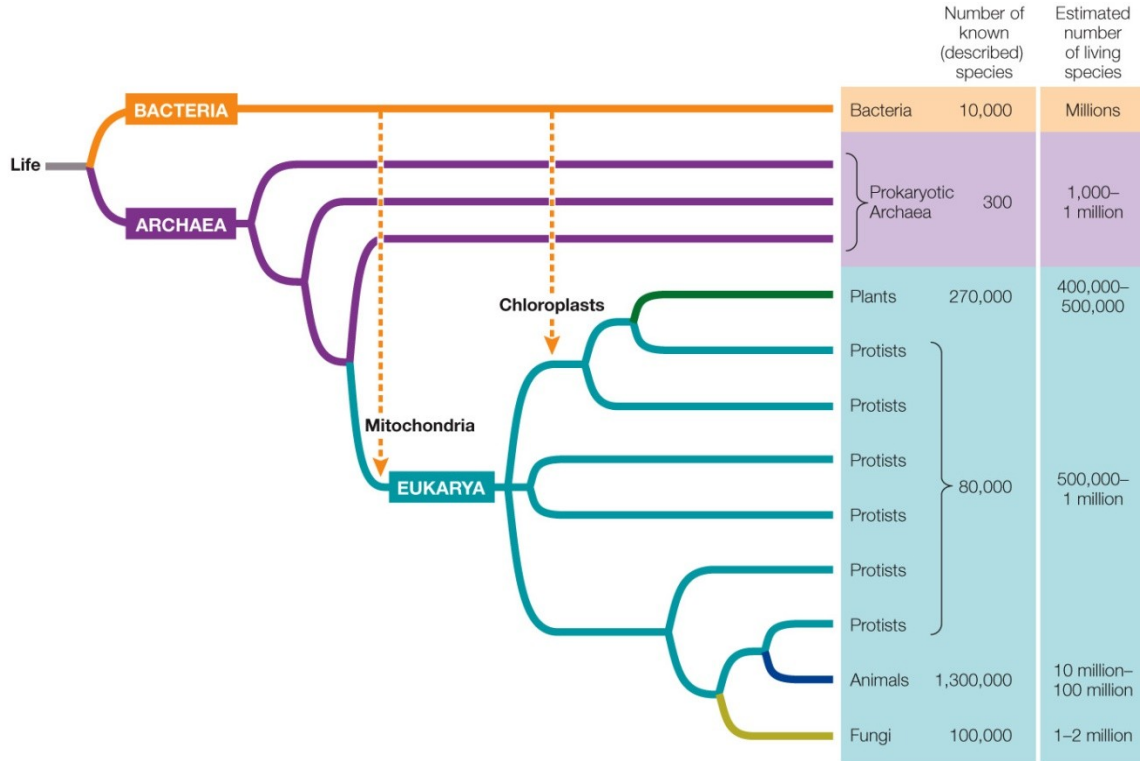 Number of
known
(described)
species
Estimated
number
of living
species
BACTERIA
Bacteria 10,000 Millions
Life
ARCHAEA
Prokaryotic
Archaea
300
1,000–
1 million
Chloroplasts
Plants 270,000
400,000–
500,000
Protists
Protists
Mitochondria
Protists
EUKARYA
80,000
500,000–
1 million
Protists
Protists
Protists
Animals 1,300,000
10 million–
100 million
Fungi 100,000 1–2 million